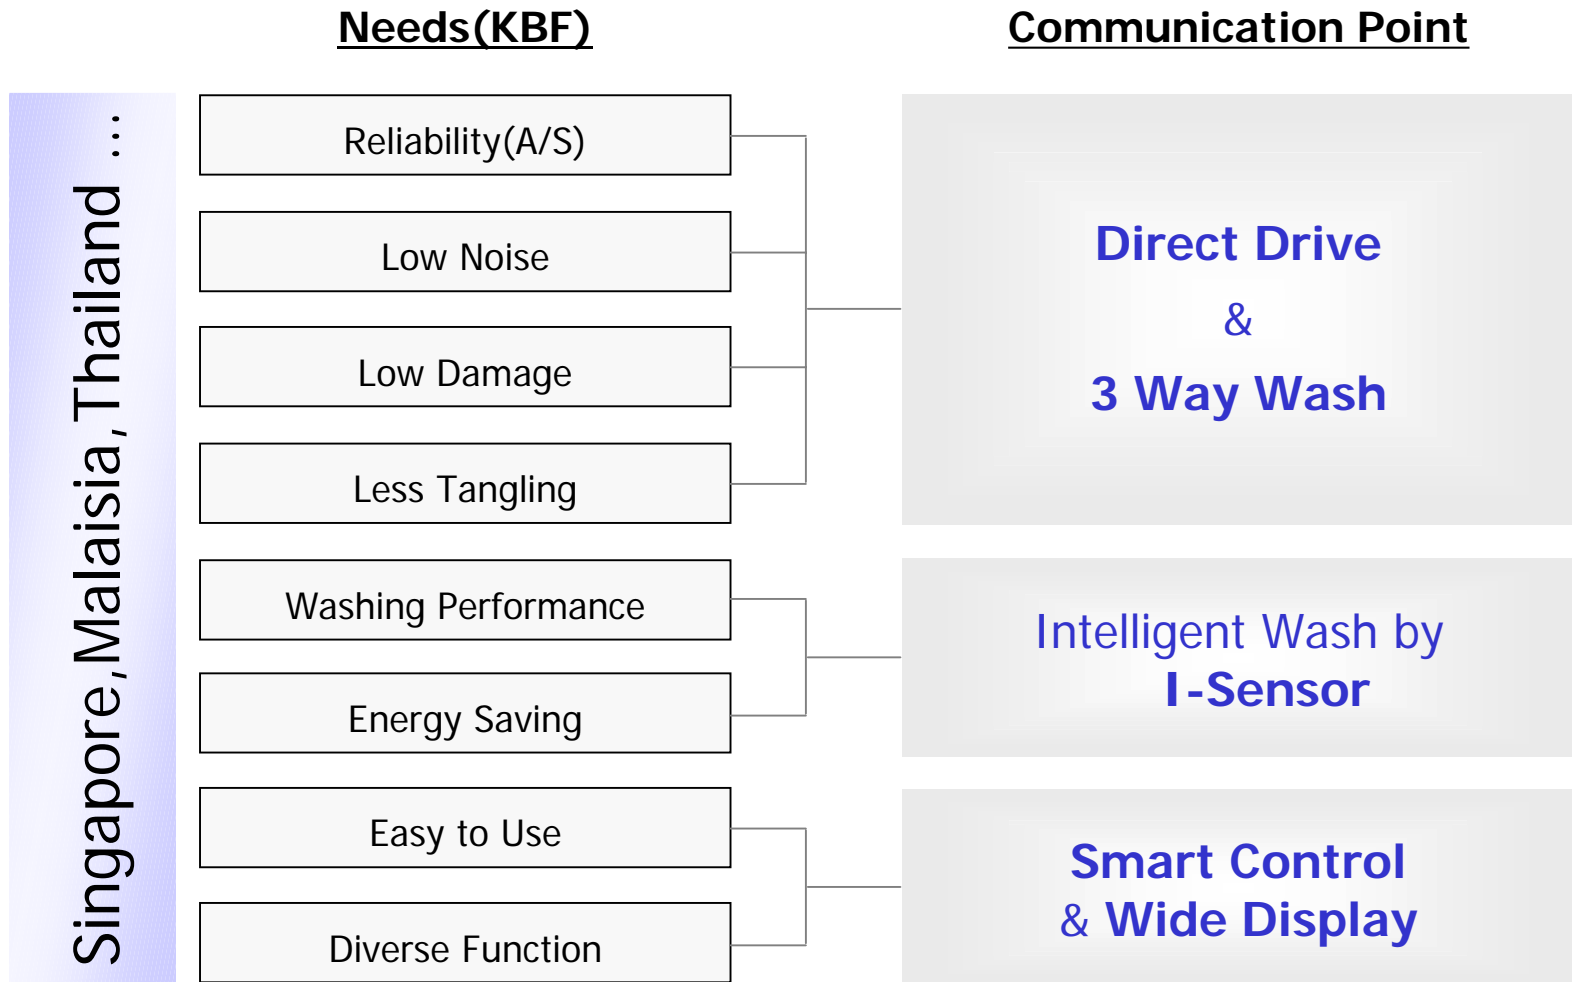 Needs(KBF)
Communication Point
Singapore,Malaisia,Thailand ...
Reliability(A/S)
Low Noise
Low Damage
Less Tangling
Washing Performance
Energy Saving
Easy to Use
Diverse Function
Direct Drive
&
3 Way Wash
Intelligent Wash by
I-Sensor
Smart Control
& Wide Display